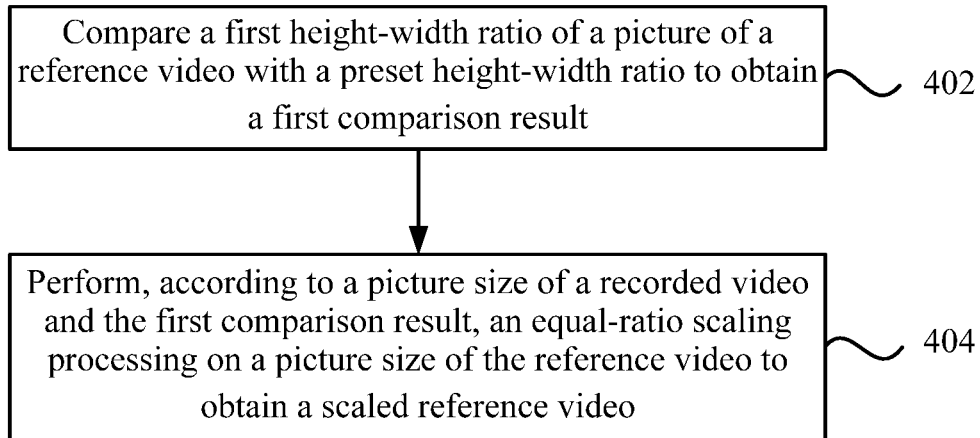 Compare a first height-width ratio of a picture of a
reference video with a preset height-width ratio to obtain
a first comparison result
402
Perform, according to a picture size of a recorded video
and the first comparison result, an equal-ratio scaling
processing on a picture size of the reference video to
obtain a scaled reference video
404